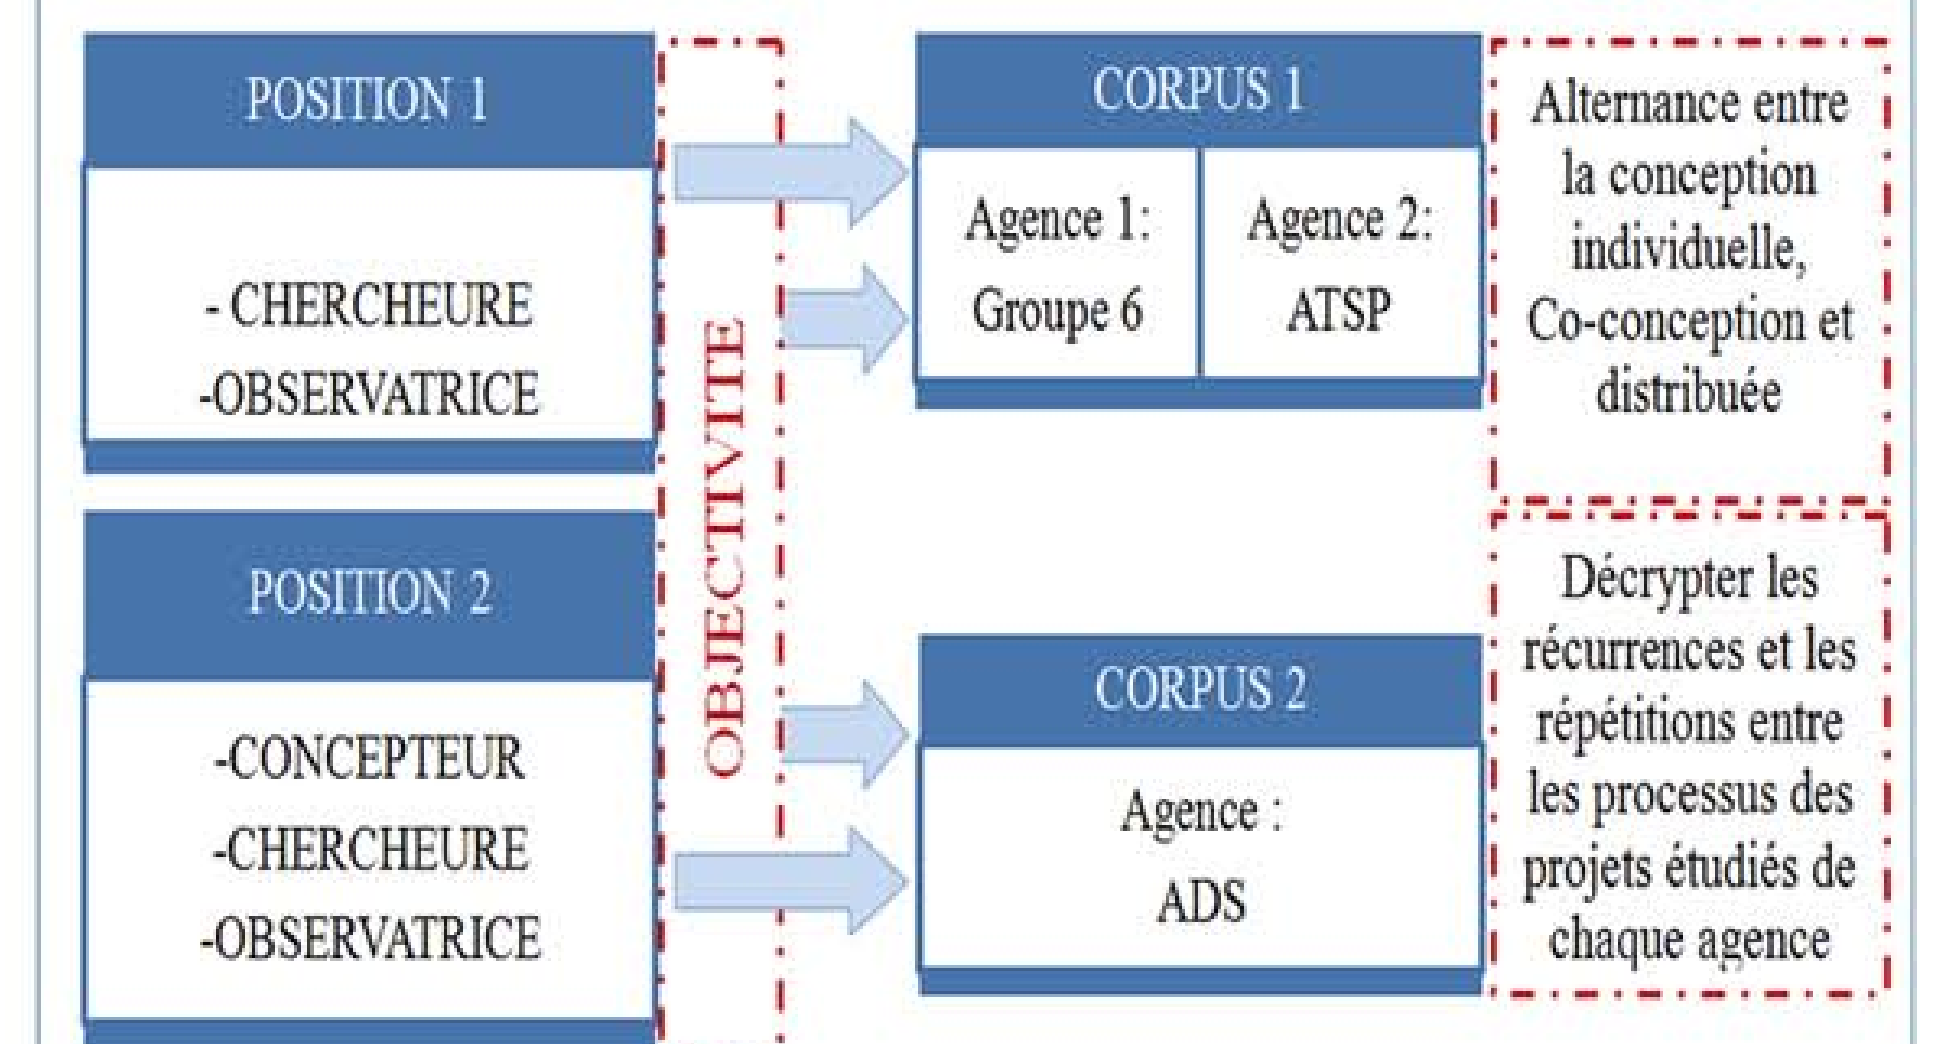 POSITION 1
- CHERCHEURE
-OBSERVATRICE
POSITION 2
-CONCEPTEUR
-CHERCHEURE
-OBSERVATRICE
OBJECTIVITE
CORPUS 1
Agence 1:
Groupe 6
Agence 2:
ATSP
CORPUS 2
Agence :
ADS
Alternance entre
la conception
individuelle,
Co-conception et
distribuée
Décrypter les
récurrences et les
répétitions entre
les processus des
projets étudiés de
chaque agence